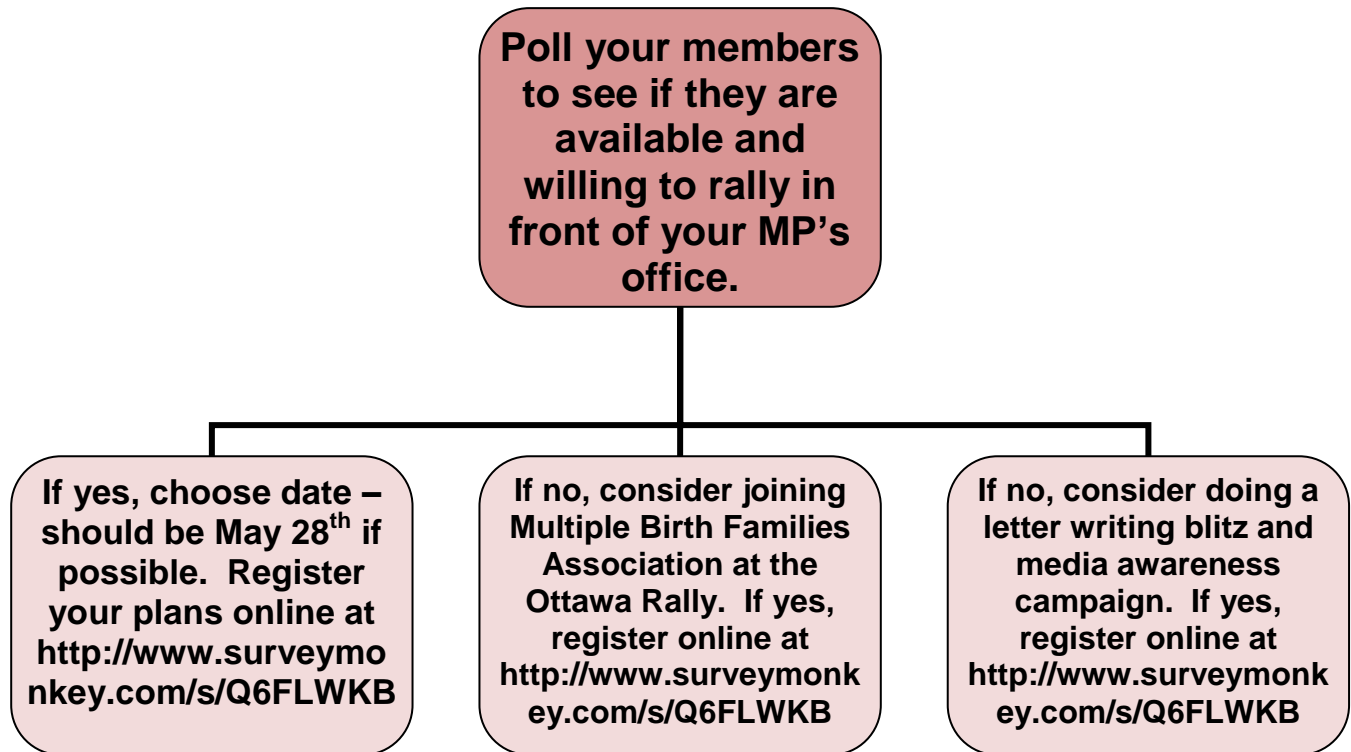 Poll your members
to see if they are
available and
willing to rally in
front of your MP’s
office.
If yes, choose date –
should be May 28th if
possible.  Register
your plans online at
http://www.surveymo
nkey.com/s/Q6FLWKB
If no, consider joining
Multiple Birth Families
Association at the
Ottawa Rally.  If yes,
register online at
http://www.surveymonk
ey.com/s/Q6FLWKB
If no, consider doing a
letter writing blitz and
media awareness
campaign.  If yes,
register online at
http://www.surveymonk
ey.com/s/Q6FLWKB